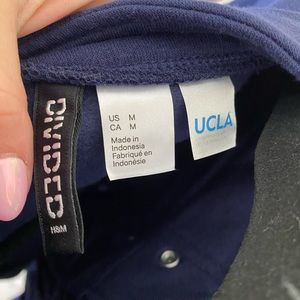 DIVIDED
H&M
US M
CA M
Made in
Indonesia
Fabriqué en
Indonésie
UCLA